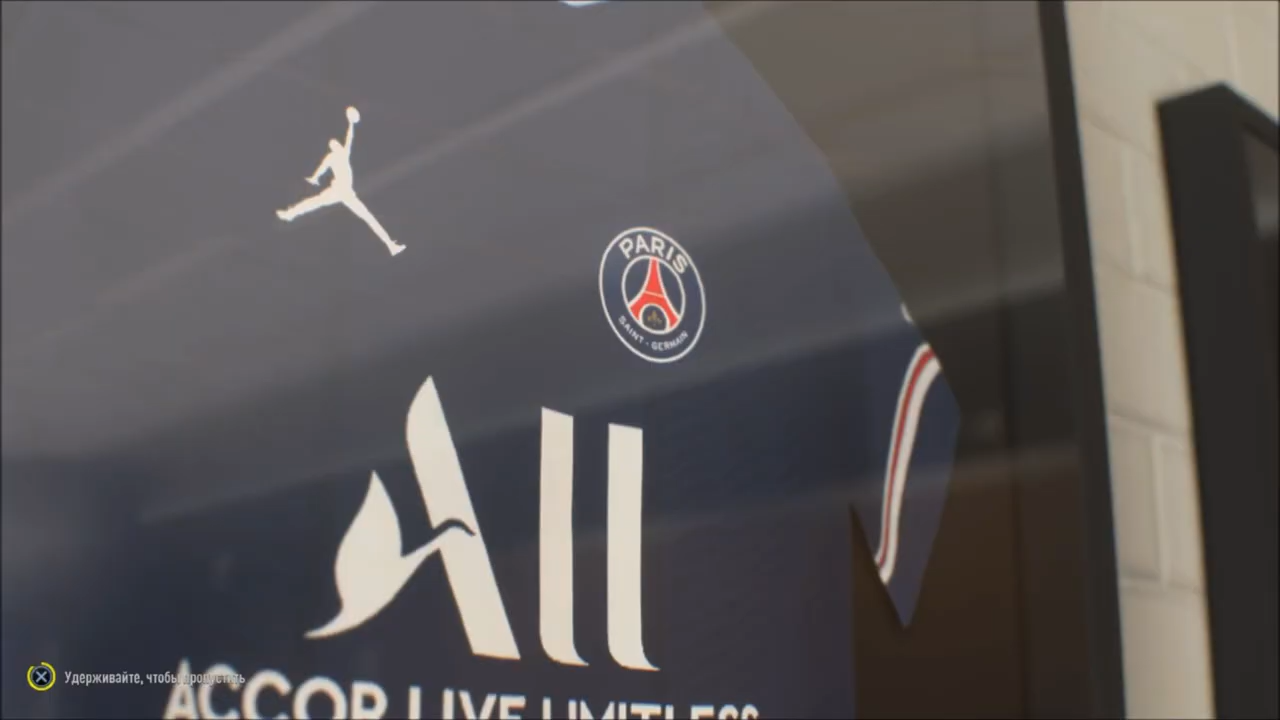 PARIS
SAINT - GERMAIN
All
ACCOR LIVE LIMITLESS
Удерживайте, чтобы пропустить